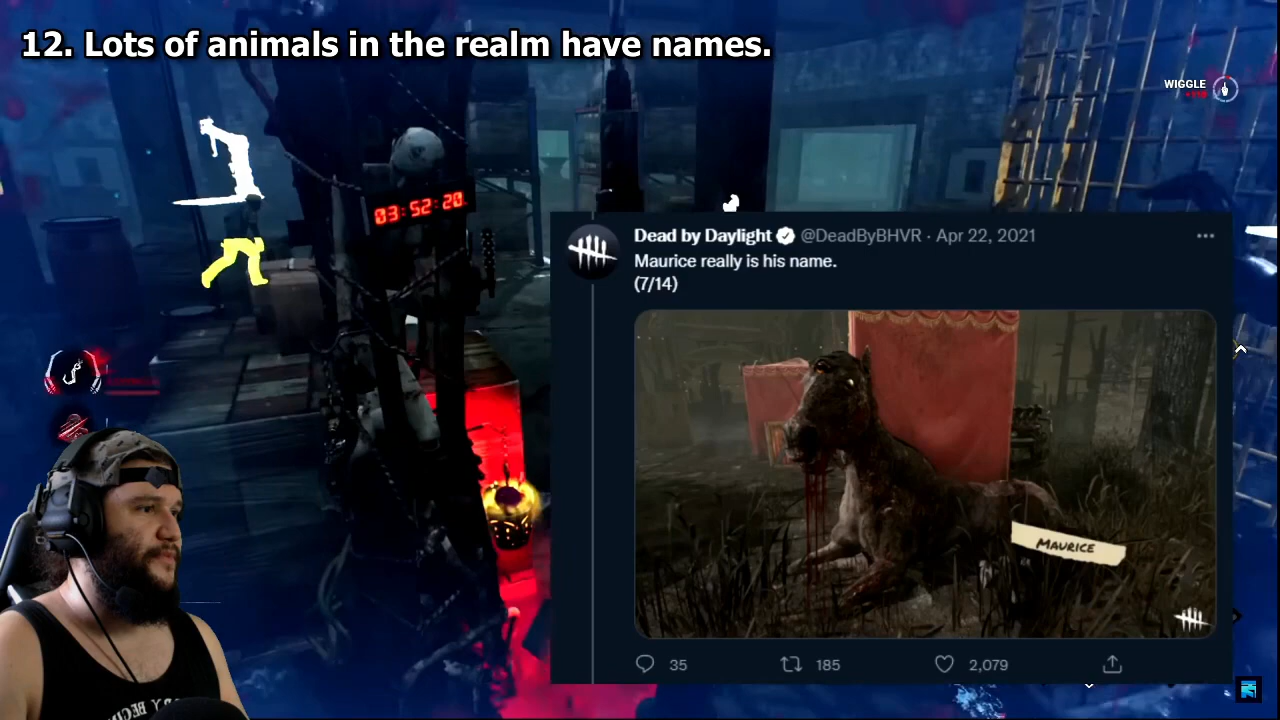 12. Lots of animals in the realm have names.
WIGGLE
03:52:20
Dead by Daylight @DeadByBHVR · Apr 22, 2021
Maurice really is his name.
(7/14)
MAURICE
35
185
2,079